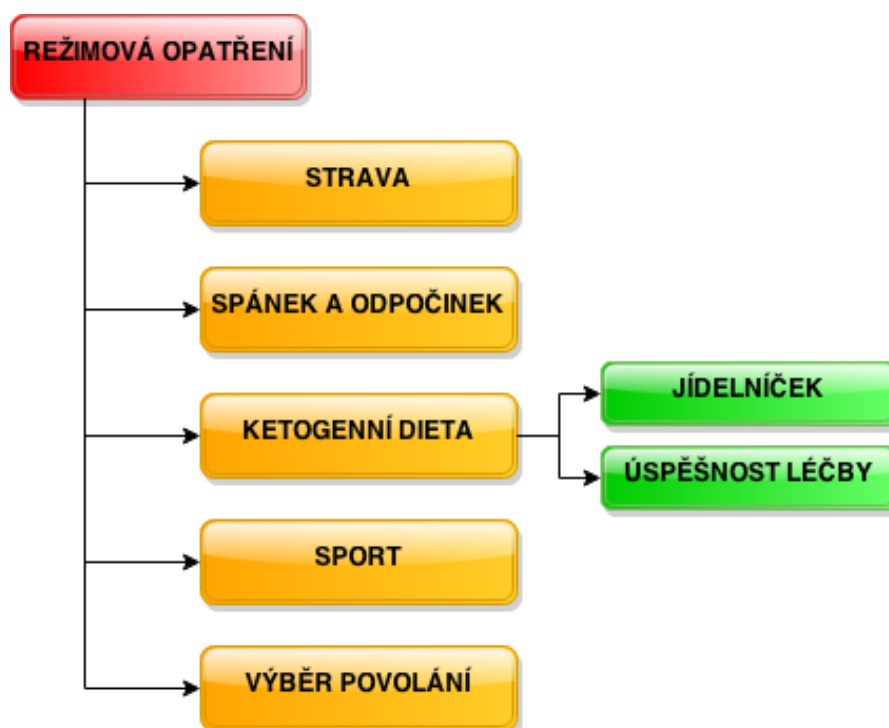 REŽIMOVÁ OPATŘENÍ
STRAVA
SPÁNEK A ODPOČINEK
KETOGENNÍ DIETA
JÍDELNÍČEK
ÚSPĚŠNOST LÉČBY
SPORT
VÝBĚR POVOLÁNÍ